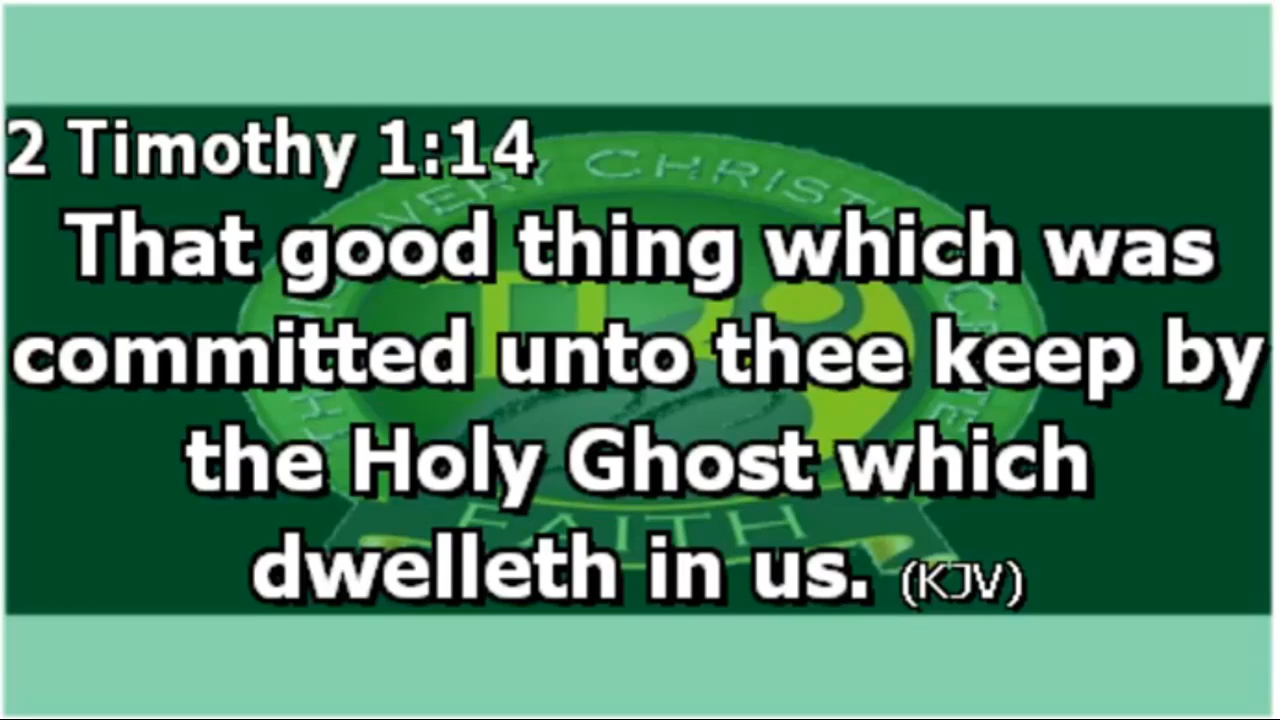 2 Timothy 1:14
That good thing which was
committed unto thee keep by
the Holy Ghost which
dwelleth in us. (KJV)
FAITH